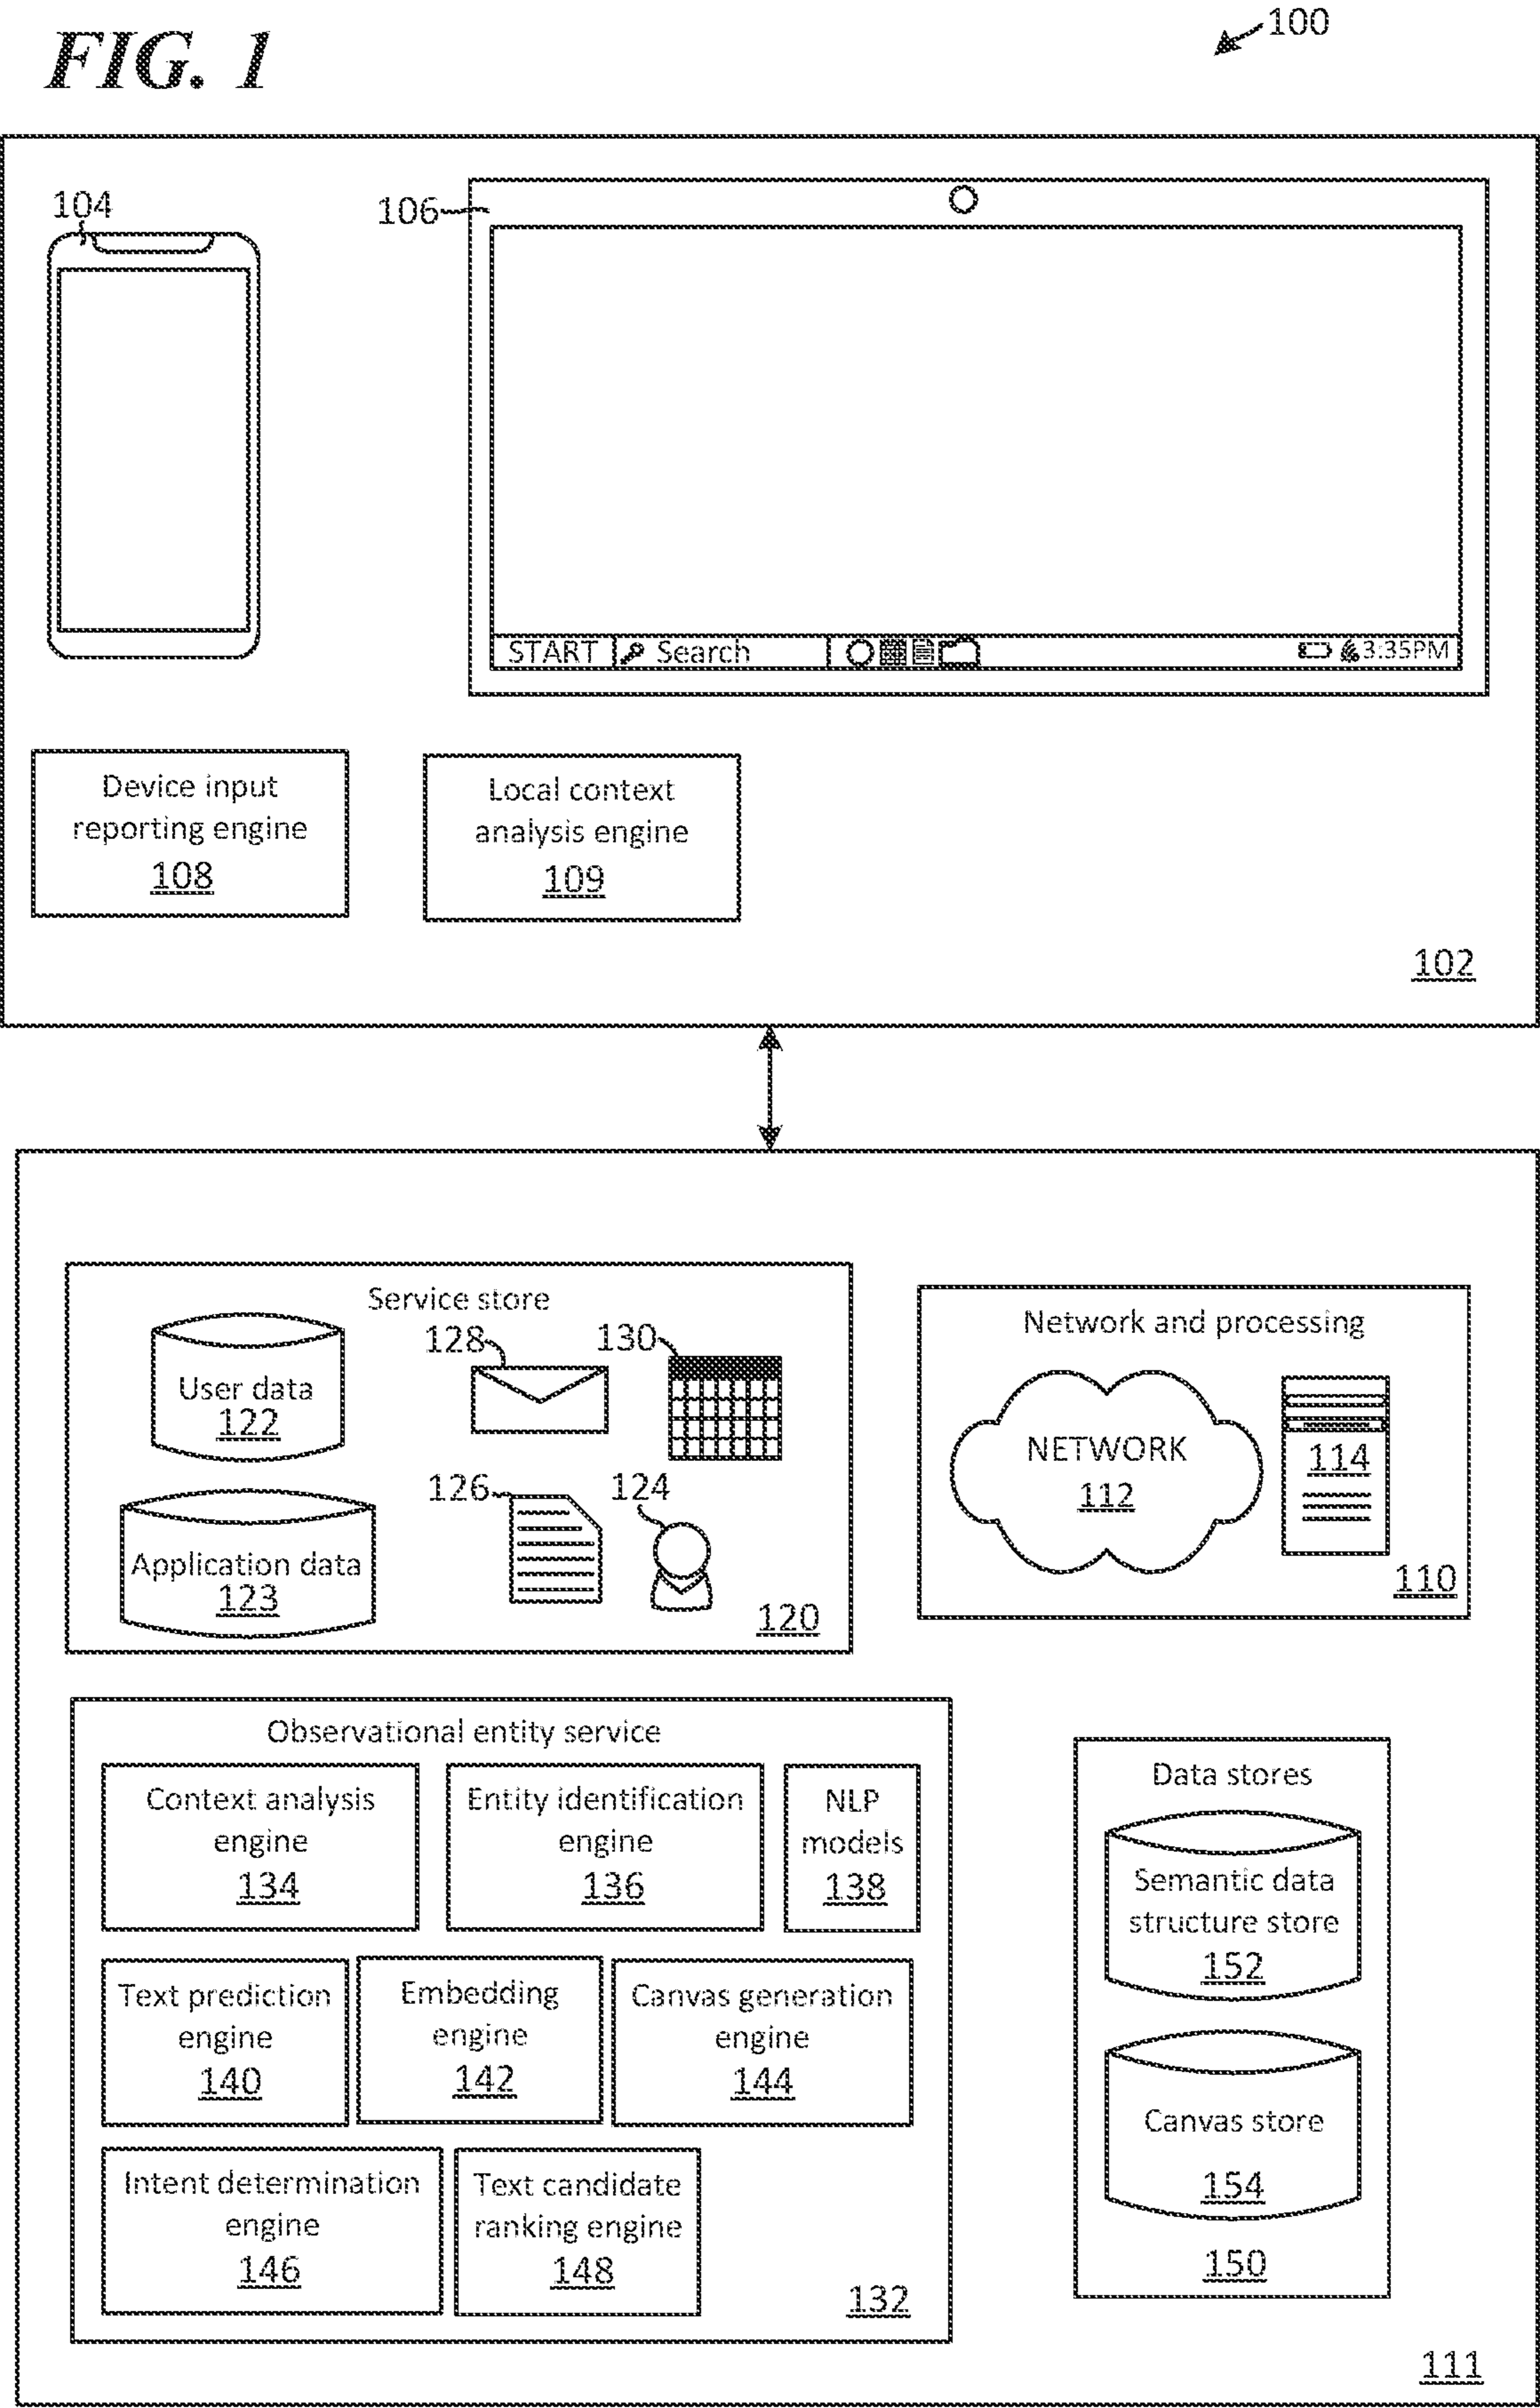 FIG. 1
100
104
106
START
Search
3:35PM
Device input
reporting engine
108
Local context
analysis engine
109
102
Service store
User data
122
128
130
Application data
123
126
124
120
Network and processing
NETWORK
112
114
110
Observational entity service
Context analysis
engine
134
Entity identification
engine
136
NLP
models
138
Text prediction
engine
140
Embedding
engine
142
Canvas generation
engine
144
Intent determination
engine
146
Text candidate
ranking engine
148
132
Data stores
Semantic data
structure store
152
Canvas store
154
150
111